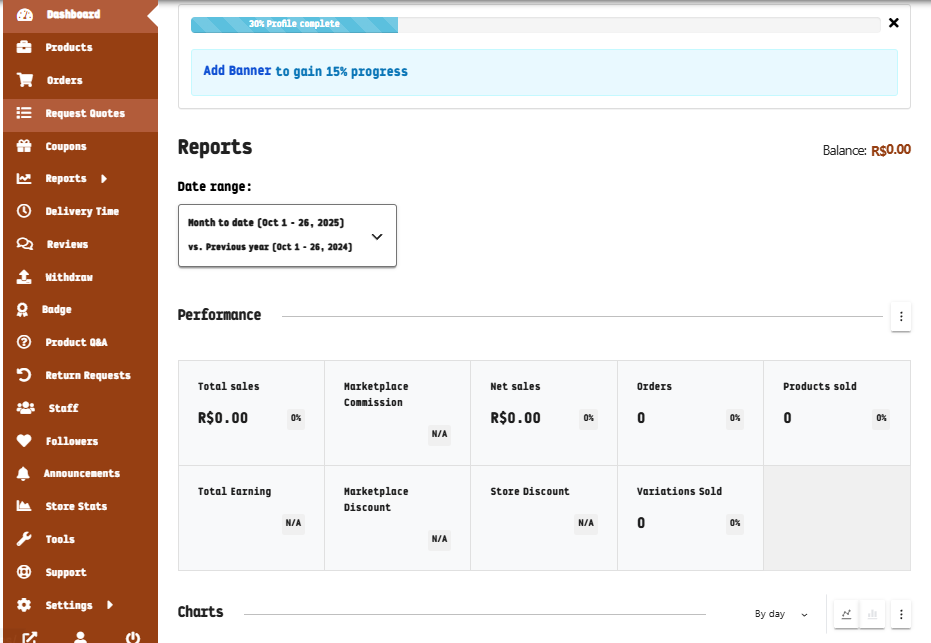 Dashboard
Products
Orders
Request Quotes
Coupons
Reports
Delivery Time
Reviews
Withdraw
Badge
Product Q&A
Return Requests
Staff
Followers
Announcements
Store Stats
Tools
Support
Settings
30% Profile complete
Add Banner to gain 15% progress
Reports
Balance: R$0.00
Date range:
Month to date (Oct 1 - 26, 2025)
vs. Previous year (Oct 1 - 26, 2024)
Performance
Total sales
R$0.00 0%
Marketplace
Commission
N/A
Net sales
R$0.00 0%
Orders
0 0%
Products sold
0 0%
Total Earning
N/A
Marketplace
Discount
N/A
Store Discount
N/A
Variations Sold
0 0%
Charts
By day